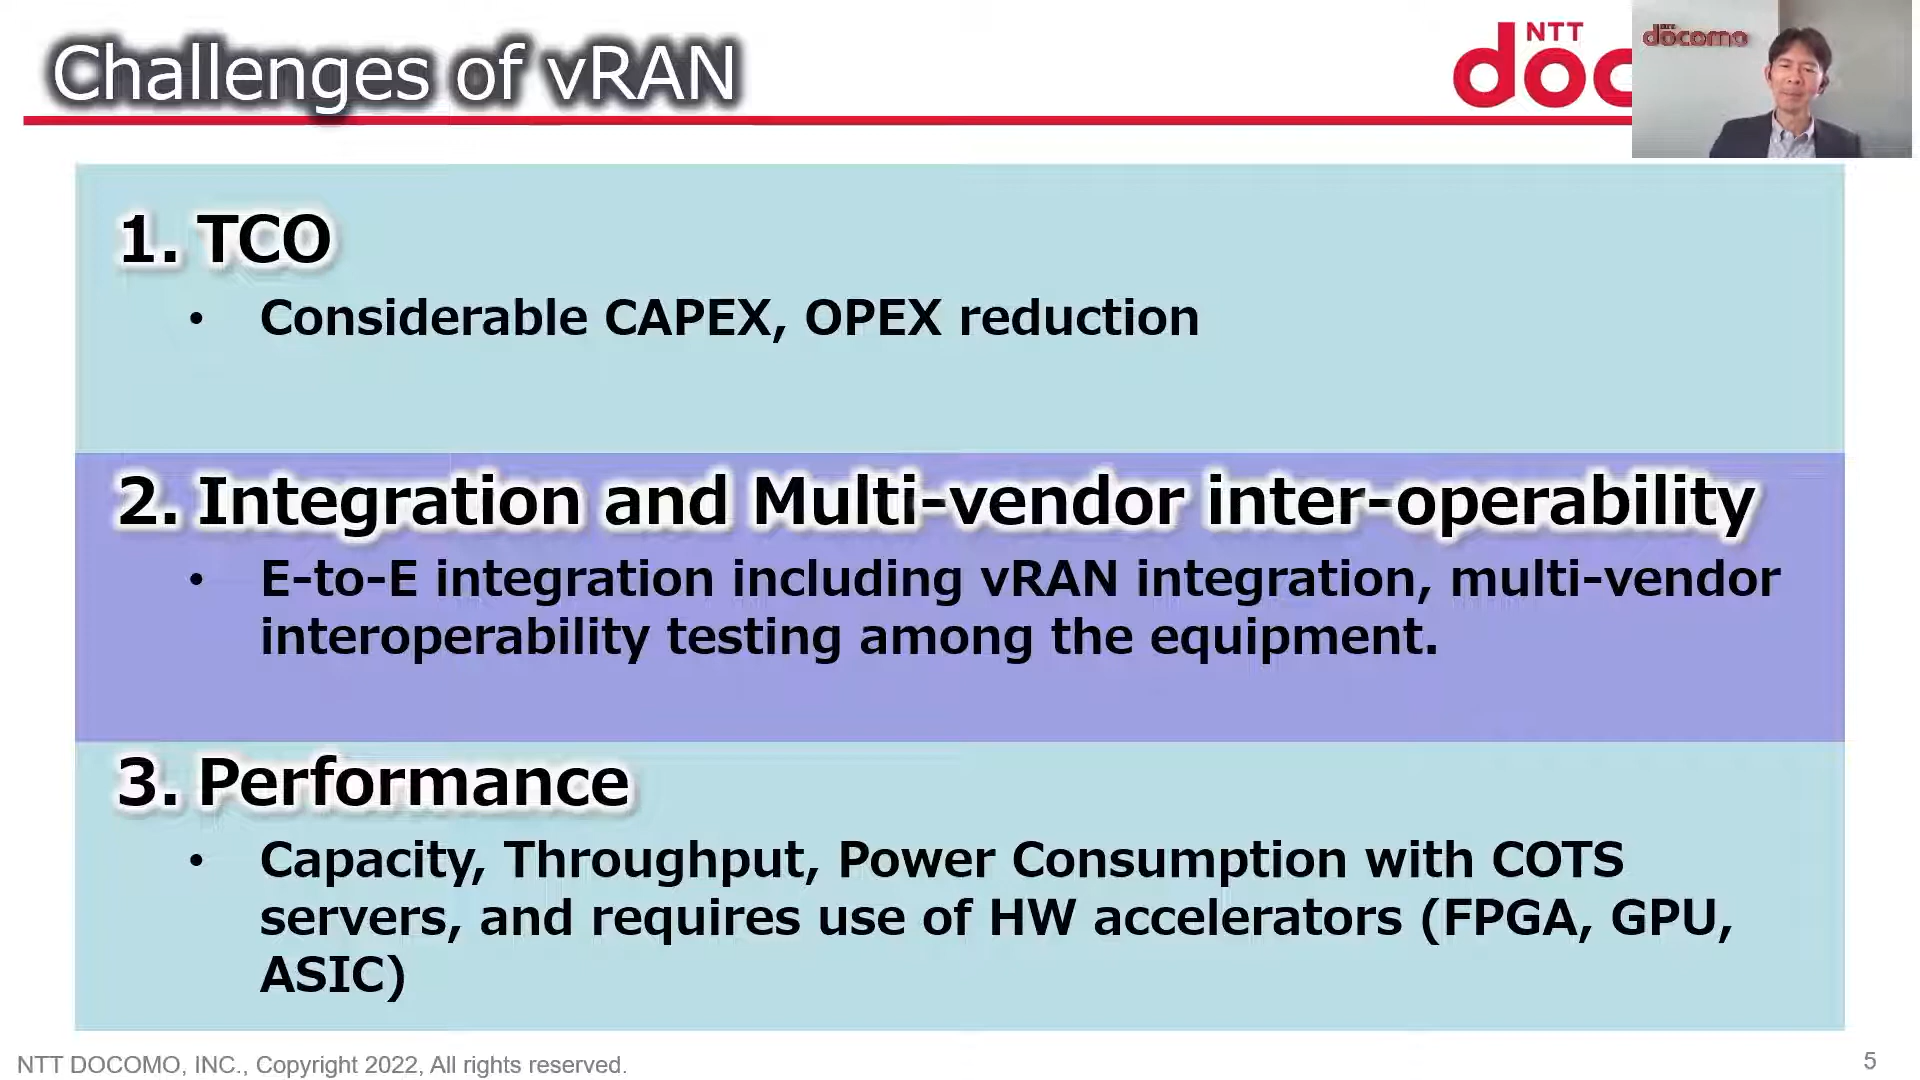 Challenges of vRAN
NTT
doc
docomo
1. TCO
• Considerable CAPEX, OPEX reduction
2. Integration and Multi-vendor inter-operability
• E-to-E integration including vRAN integration, multi-vendor
interoperability testing among the equipment.
3. Performance
• Capacity, Throughput, Power Consumption with COTS
servers, and requires use of HW accelerators (FPGA, GPU,
ASIC)
NTT DOCOMO, INC., Copyright 2022, All rights reserved.
5